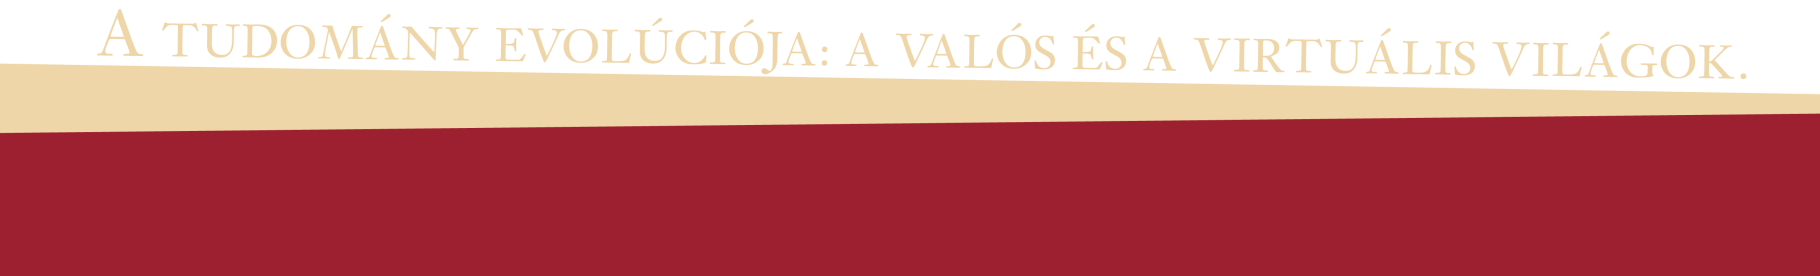 A TUDOMÁNY EVOLÚCIÓJA: A VALÓS ÉS A VIRTUÁLIS VILÁGOK.